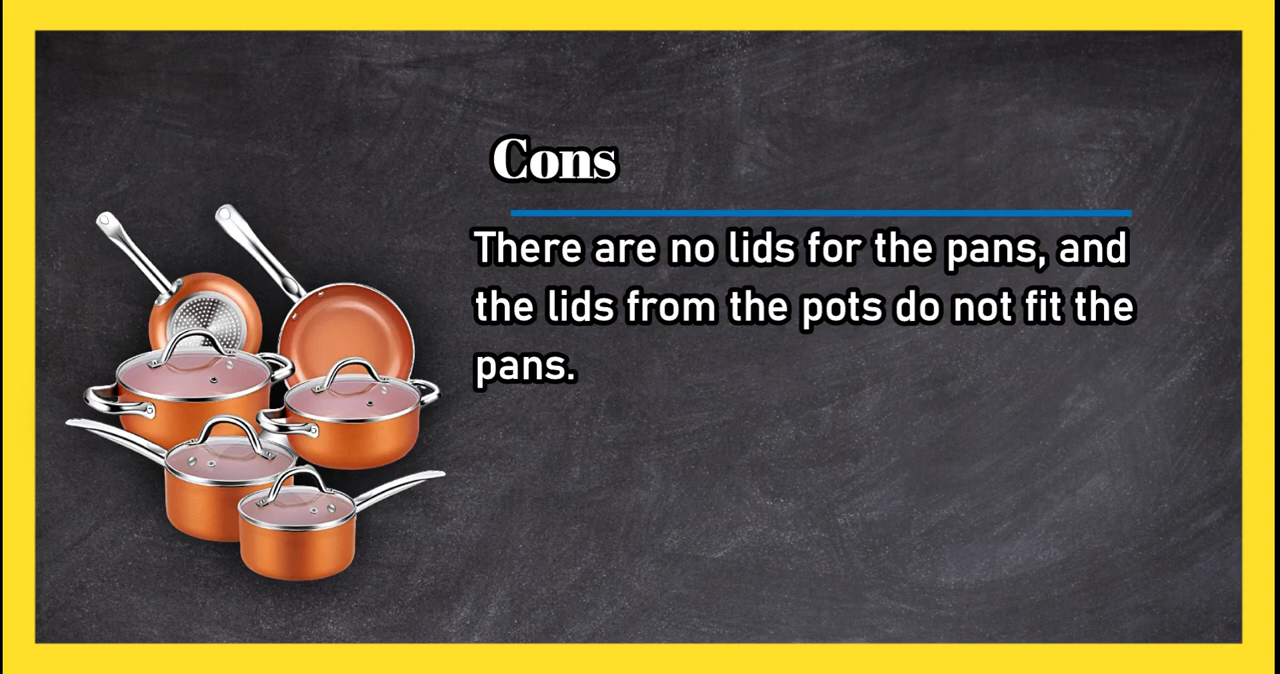 Cons
There are no lids for the pans, and
the lids from the pots do not fit the
pans.